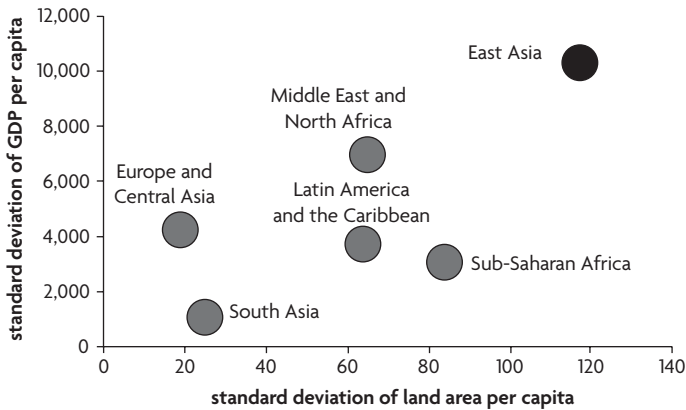 standard deviation of GDP per capita
12,000
10,000
8,000
6,000
4,000
2,000
0
East Asia
Middle East and
North Africa
Europe and
Central Asia
Latin America
and the Caribbean
Sub-Saharan Africa
South Asia
0 20 40 60 80 100 120 140
standard deviation of land area per capita